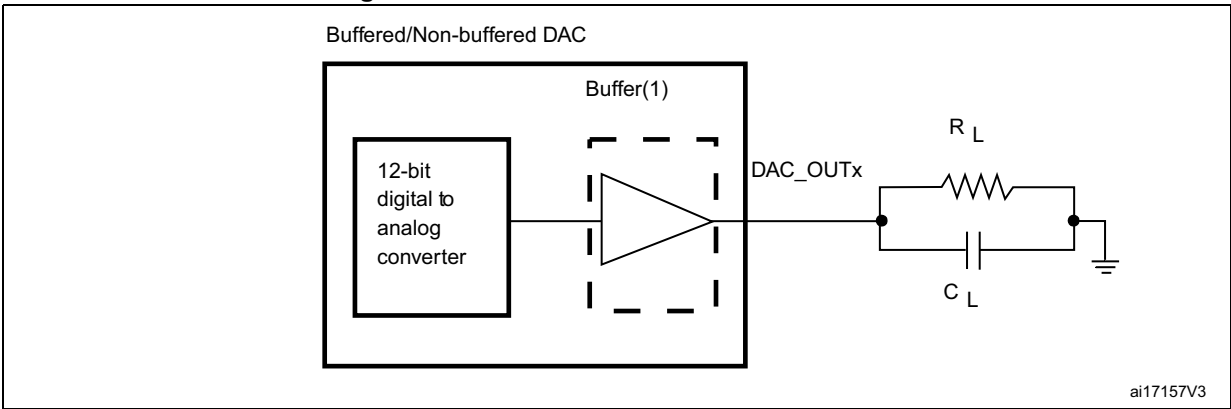 Buffered/Non-buffered DAC
Buffer(1)
12-bit
digital to
analog
converter
DAC_OUTx
R L
C L
ai17157V3